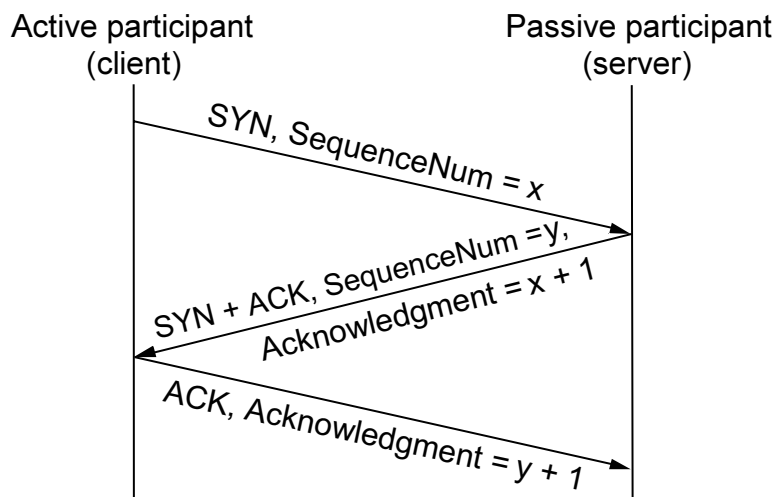 Active participant
(client)
Passive participant
(server)
SYN, SequenceNum = x
SYN + ACK, SequenceNum =y,
Acknowledgment = x + 1
ACK, Acknowledgment = y + 1